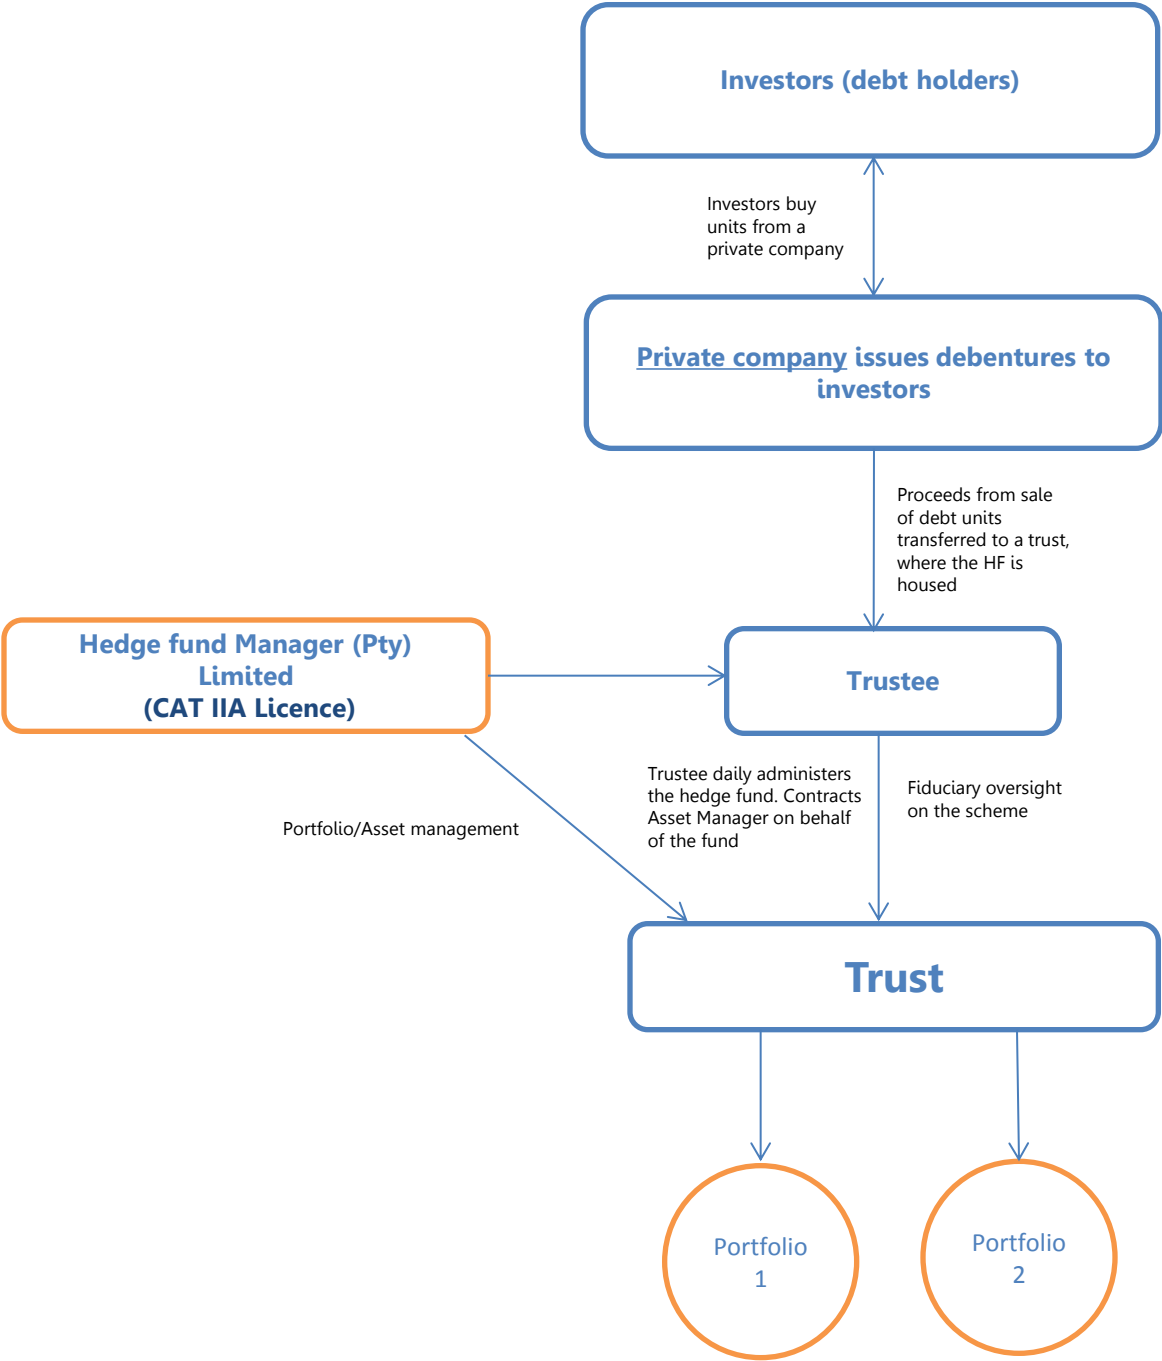 Investors (debt holders)
Investors buy
units from a
private company
Private company issues debentures to
investors
Proceeds from sale
of debt units
transferred to a trust,
where the HF is
housed
Hedge fund Manager (Pty)
Limited
(CAT IIA Licence)
Trustee
Trustee daily administers
the hedge fund. Contracts
Asset Manager on behalf
of the fund
Fiduciary oversight
on the scheme
Portfolio/Asset management
Trust
Portfolio
1
Portfolio
2